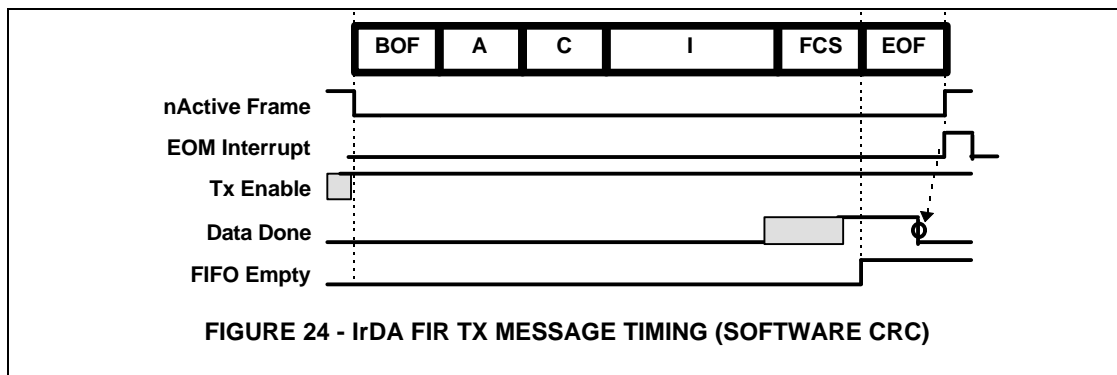 BOF A C I FCS EOF
nActive Frame
EOM Interrupt
Tx Enable
Data Done
FIFO Empty
FIGURE 24 - IrDA FIR TX MESSAGE TIMING (SOFTWARE CRC)